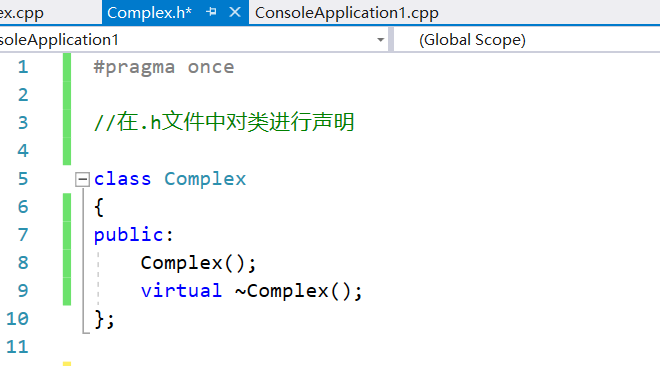 ex.cpp Complex.h* ConsoleApplication1.cpp
soleApplication1 (Global Scope)
1 #pragma once
2
3 //在.h文件中对类进行声明
4
5 class Complex
6 {
7 public:
8 Complex();
9 virtual ~Complex();
10 };
11